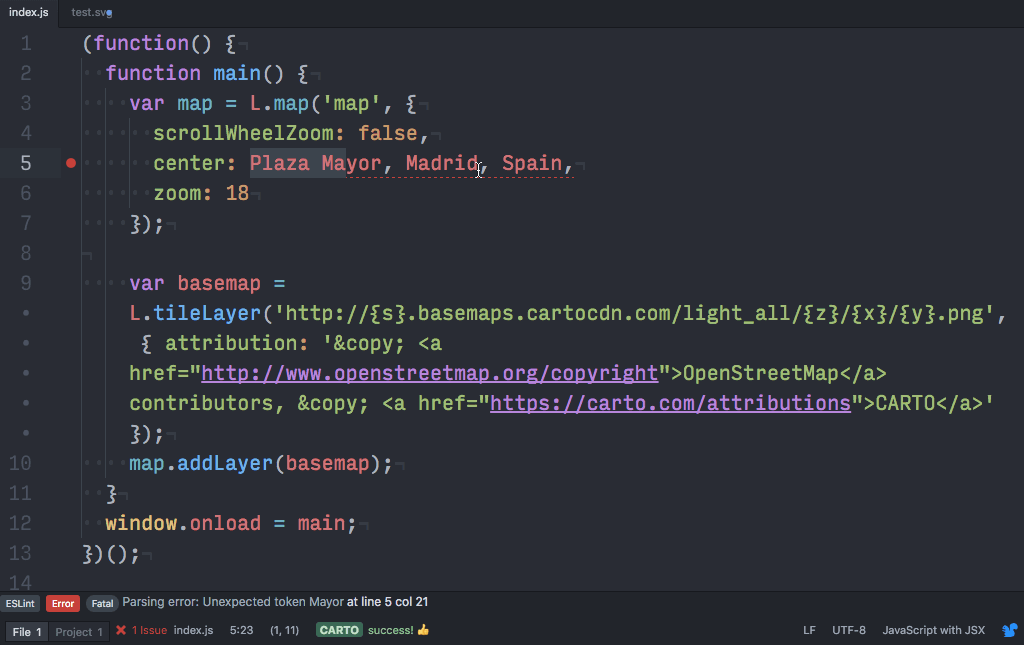 index.js test.svg
1 (function() {
2 function main() {
3 var map = L.map('map', {
4 scrollWheelZoom: false,
5 center: Plaza Mayor, Madrid, Spain,
6 zoom: 18
7 });
8
9 var basemap =
L.tileLayer('http://{s}.basemaps.cartocdn.com/light_all/{z}/{x}/{y}.png',
{ attribution: '&copy; <a
href="http://www.openstreetmap.org/copyright">OpenStreetMap</a>
contributors, &copy; <a href="https://carto.com/attributions">CARTO</a>'
});
10 map.addLayer(basemap);
11 }
12 window.onload = main;
13 })();
14
ESLint Error Fatal Parsing error: Unexpected token Mayor at line 5 col 21
File 1 Project 1 ✖ 1 Issue index.js 5:23 (1, 11) CARTO success! 👍 LF UTF-8 JavaScript with JSX